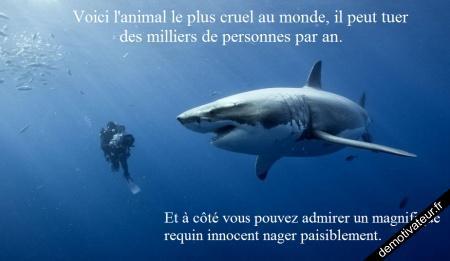 Voici l'animal le plus cruel au monde, il peut tuer
des milliers de personnes par an.
Et à côté vous pouvez admirer un
requin innocent nager paisiblement.
demotivateur.fr